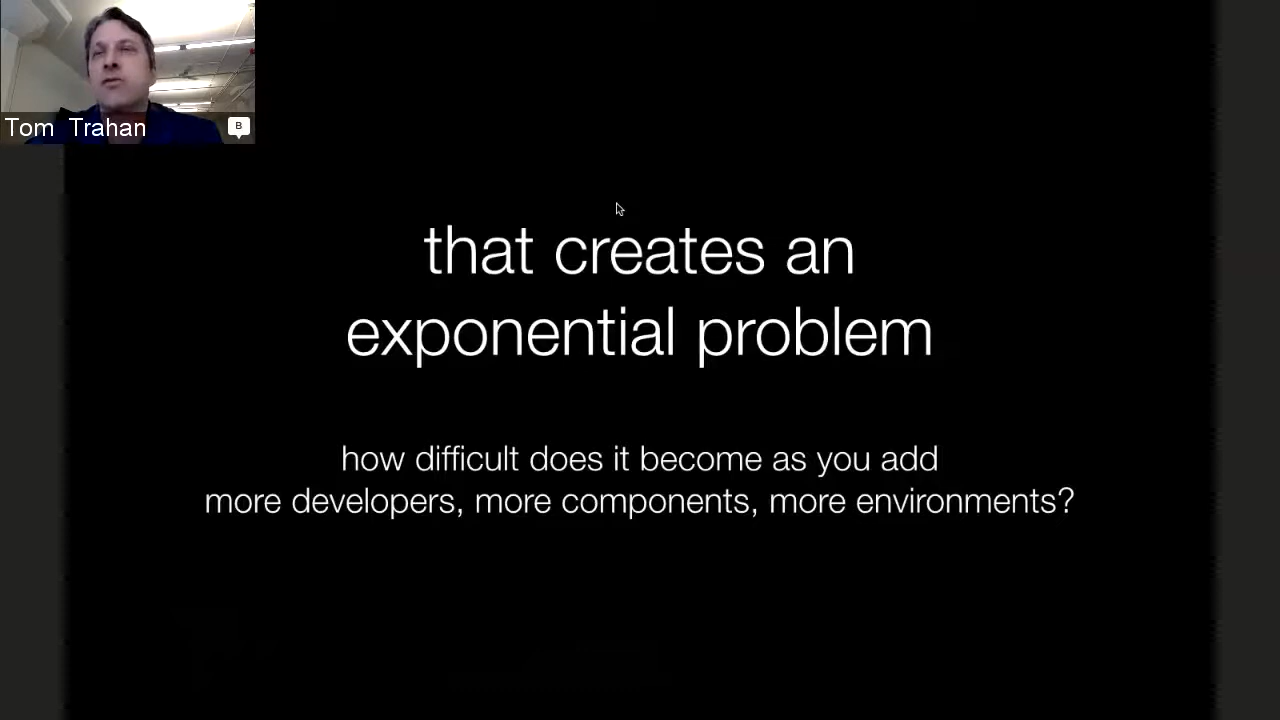 Tom Trahan
B
that creates an
exponential problem
how difficult does it become as you add
more developers, more components, more environments?